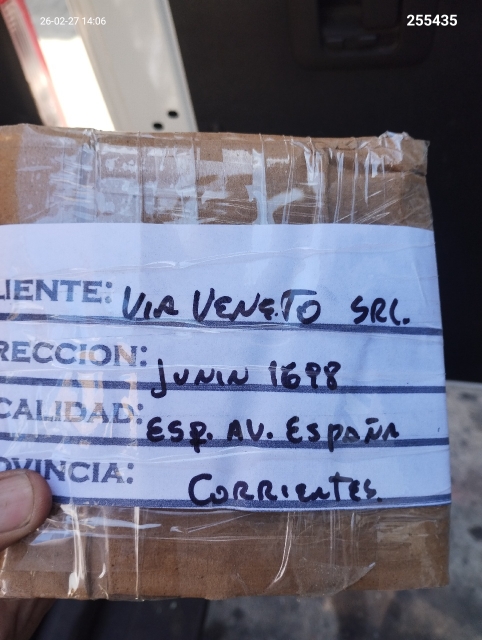 26-02-27 14:06
255435
LIENTE: VIA VENETO SRL.
RECCION: JUNIN 1698
CALIDAD: ESQ. AV. ESPAÑA
OVINCIA: CORRIENTES.